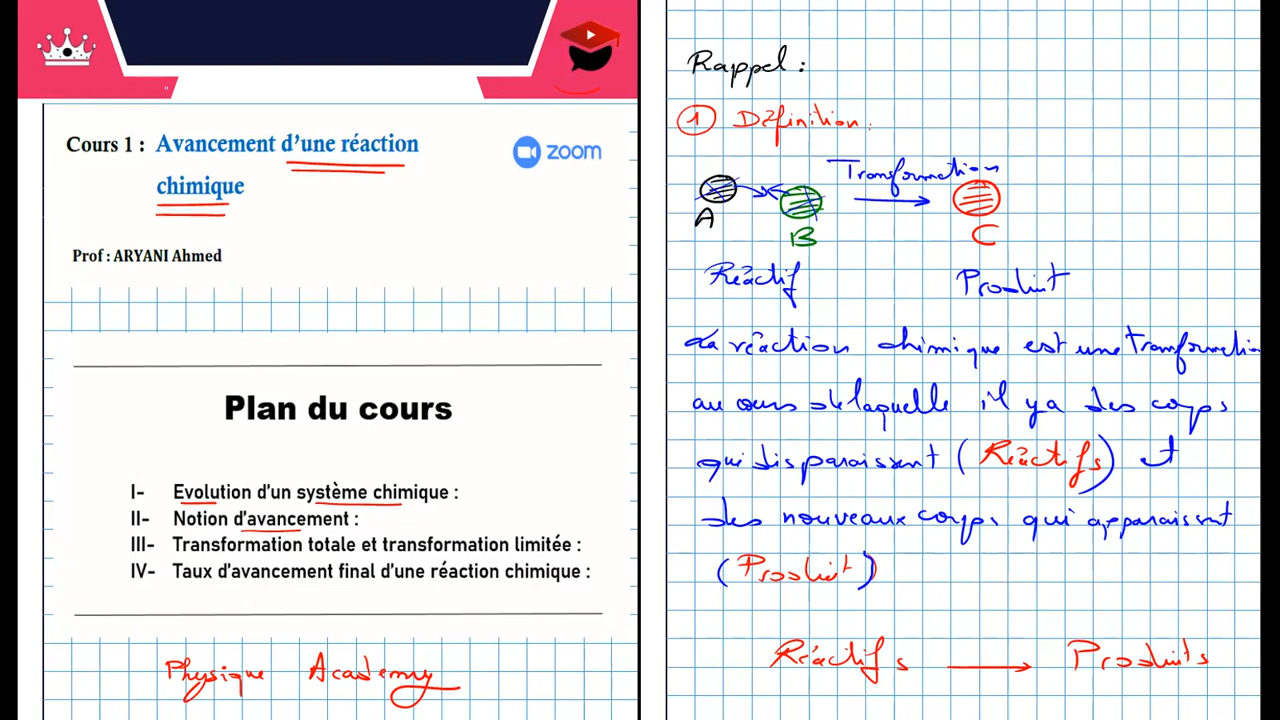 Cours 1 : Avancement d'une réaction
chimique
zoom
Prof : ARYANI Ahmed
Plan du cours
I- Evolution d'un système chimique :
II- Notion d'avancement :
III- Transformation totale et transformation limitée :
IV- Taux d'avancement final d'une réaction chimique :
Physique Academy
Rappel :
1 Définition :
Transformation
A
B
C
Réactif Produit
La réaction chimique est une transformation
au cours de laquelle il y a des corps
qui disparaissent (Réactifs) et
des nouveaux corps qui apparaissent
(Produit)
Réactifs → Produits